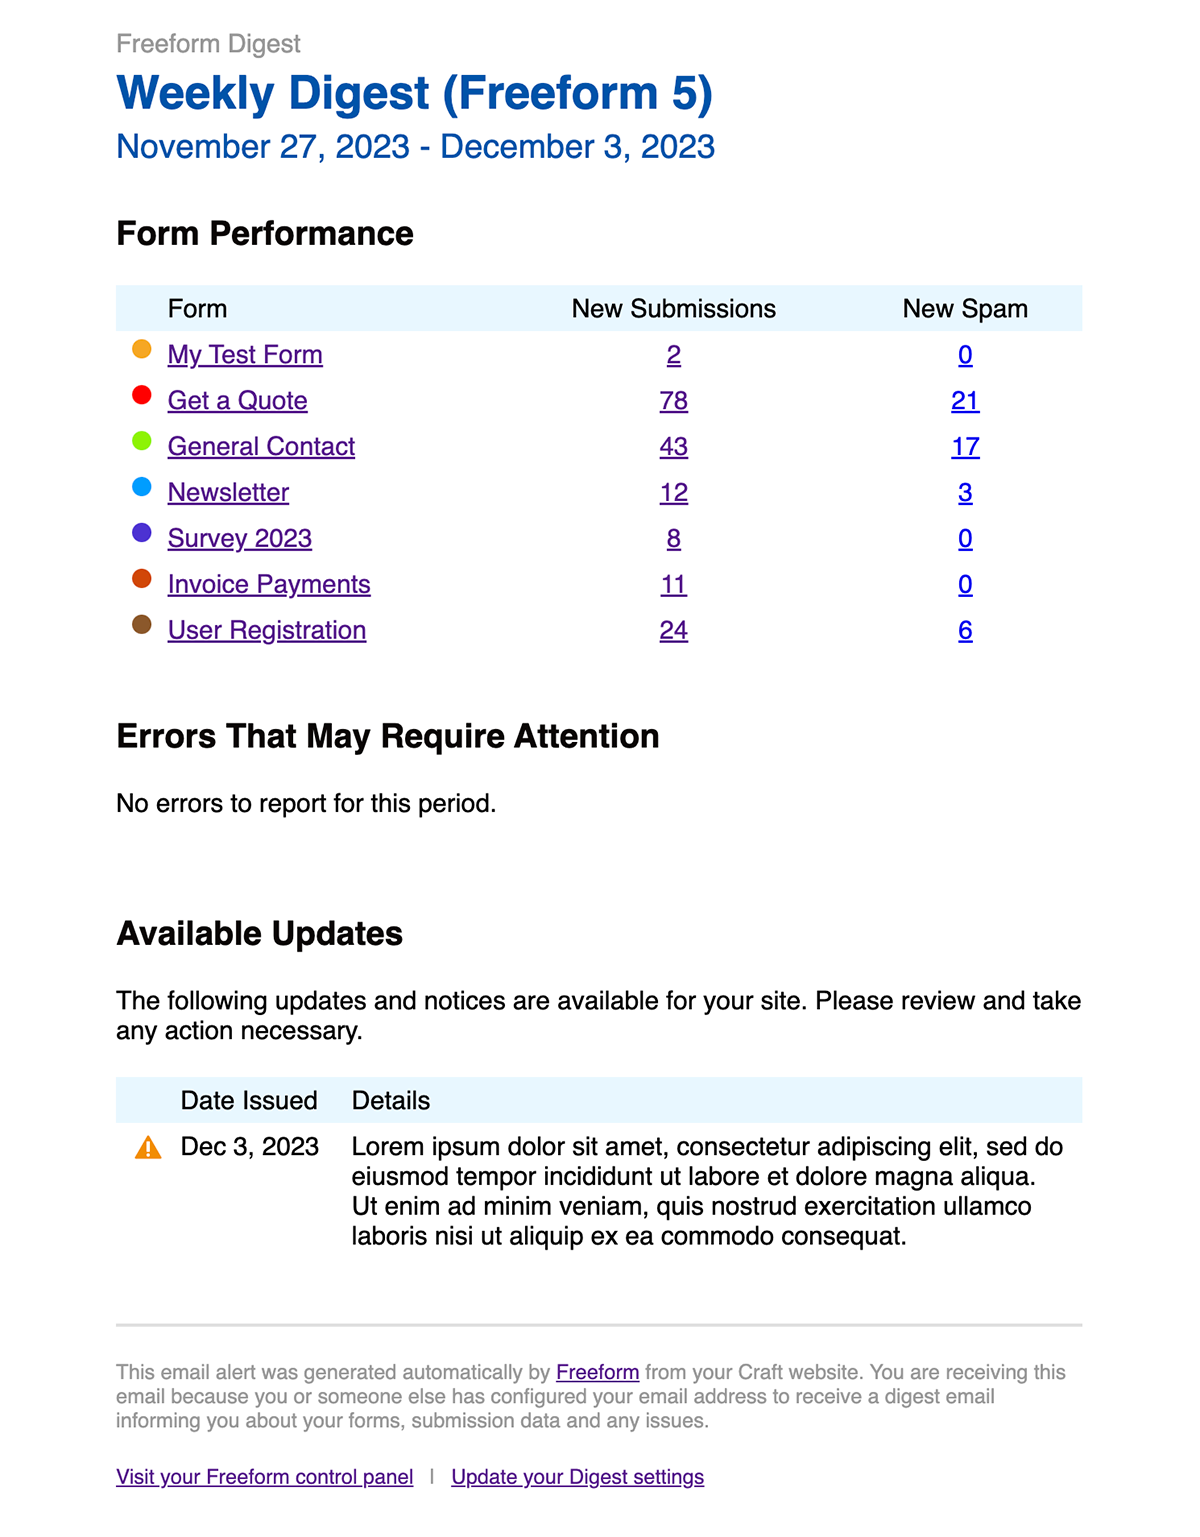 Freeform Digest
Weekly Digest (Freeform 5)
November 27, 2023 - December 3, 2023
Form Performance
Form New Submissions New Spam
My Test Form 2 0
Get a Quote 78 21
General Contact 43 17
Newsletter 12 3
Survey 2023 8 0
Invoice Payments 11 0
User Registration 24 6
Errors That May Require Attention
No errors to report for this period.
Available Updates
The following updates and notices are available for your site. Please review and take
any action necessary.
Date Issued Details
Dec 3, 2023 Lorem ipsum dolor sit amet, consectetur adipiscing elit, sed do
eiusmod tempor incididunt ut labore et dolore magna aliqua.
Ut enim ad minim veniam, quis nostrud exercitation ullamco
laboris nisi ut aliquip ex ea commodo consequat.
This email alert was generated automatically by Freeform from your Craft website. You are receiving this
email because you or someone else has configured your email address to receive a digest email
informing you about your forms, submission data and any issues.
Visit your Freeform control panel | Update your Digest settings